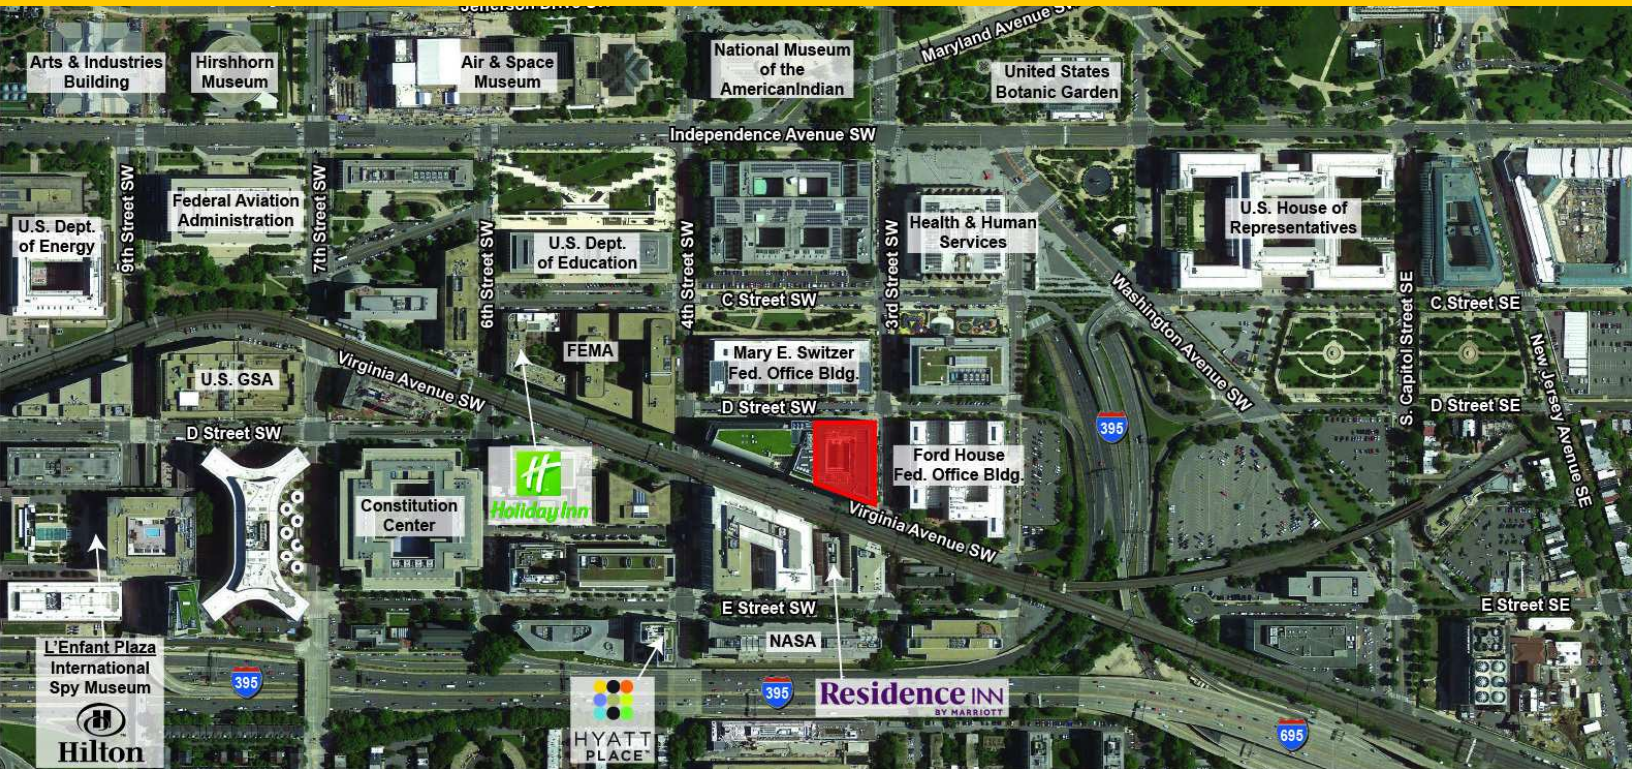 Jefferson Drive SW
Maryland Avenue SW
Arts & Industries
Building
Hirshhorn
Museum
Air & Space
Museum
National Museum
of the
AmericanIndian
United States
Botanic Garden
Independence Avenue SW
9th Street SW
7th Street SW
6th Street SW
4th Street SW
3rd Street SW
U.S. Dept.
of Energy
Federal Aviation
Administration
U.S. Dept.
of Education
Health & Human
Services
U.S. House of
Representatives
C Street SW
Washington Avenue SW
S. Capitol Street SE
C Street SE
New Jersey Avenue SE
Virginia Avenue SW
FEMA
Mary E. Switzer
Fed. Office Bldg.
U.S. GSA
D Street SW
D Street SE
D Street SW
395
Ford House
Fed. Office Bldg.
H
Holiday Inn
Constitution
Center
Virginia Avenue SW
E Street SW
E Street SE
NASA
L'Enfant Plaza
International
Spy Museum
H
Hilton
395
HYATT
PLACE
395
Residence INN
BY MARRIOTT
695